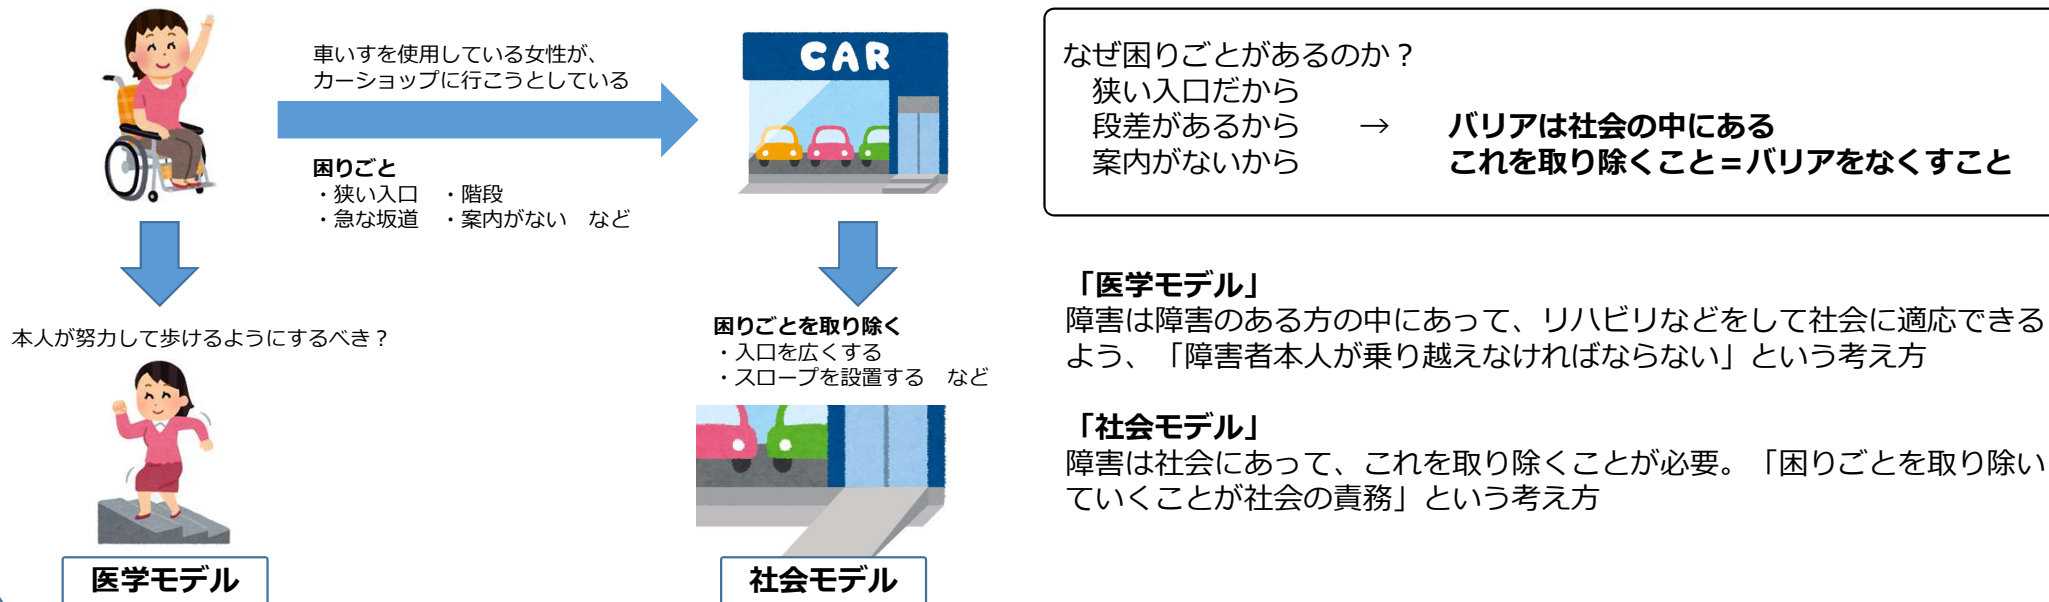 車いすを使用している女性が、
カーショップに行こうとしている
困りごと
・狭い入口　・階段
・急な坂道　・案内がない　など
CAR
本人が努力して歩けるようにするべき？
医学モデル
困りごとを取り除く
・入口を広くする
・スロープを設置する　など
社会モデル
なぜ困りごとがあるのか？
狭い入口だから
段差があるから　→　バリアは社会の中にある
案内がないから　これを取り除くこと＝バリアをなくすこと
「医学モデル」
障害は障害のある方の中にあって、リハビリなどをして社会に適応できる
よう、「障害者本人が乗り越えなければならない」という考え方
「社会モデル」
障害は社会にあって、これを取り除くことが必要。「困りごとを取り除い
ていくことが社会の責務」という考え方